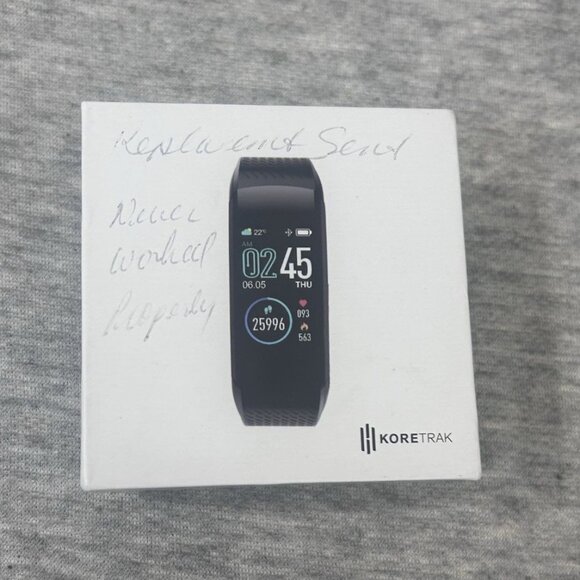 Replacement Sent
Never
worked
Properly
22°
AM
02 45
06.05 THU
25996
093
563
KORETRAK